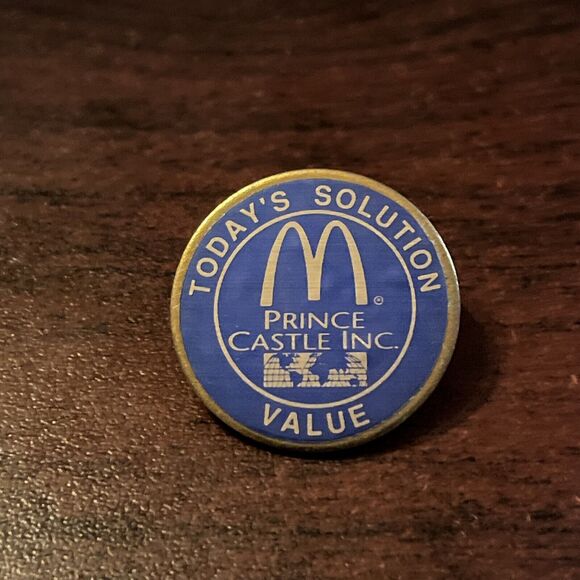 TODAY'S SOLUTION
M®
PRINCE
CASTLE INC.
VALUE